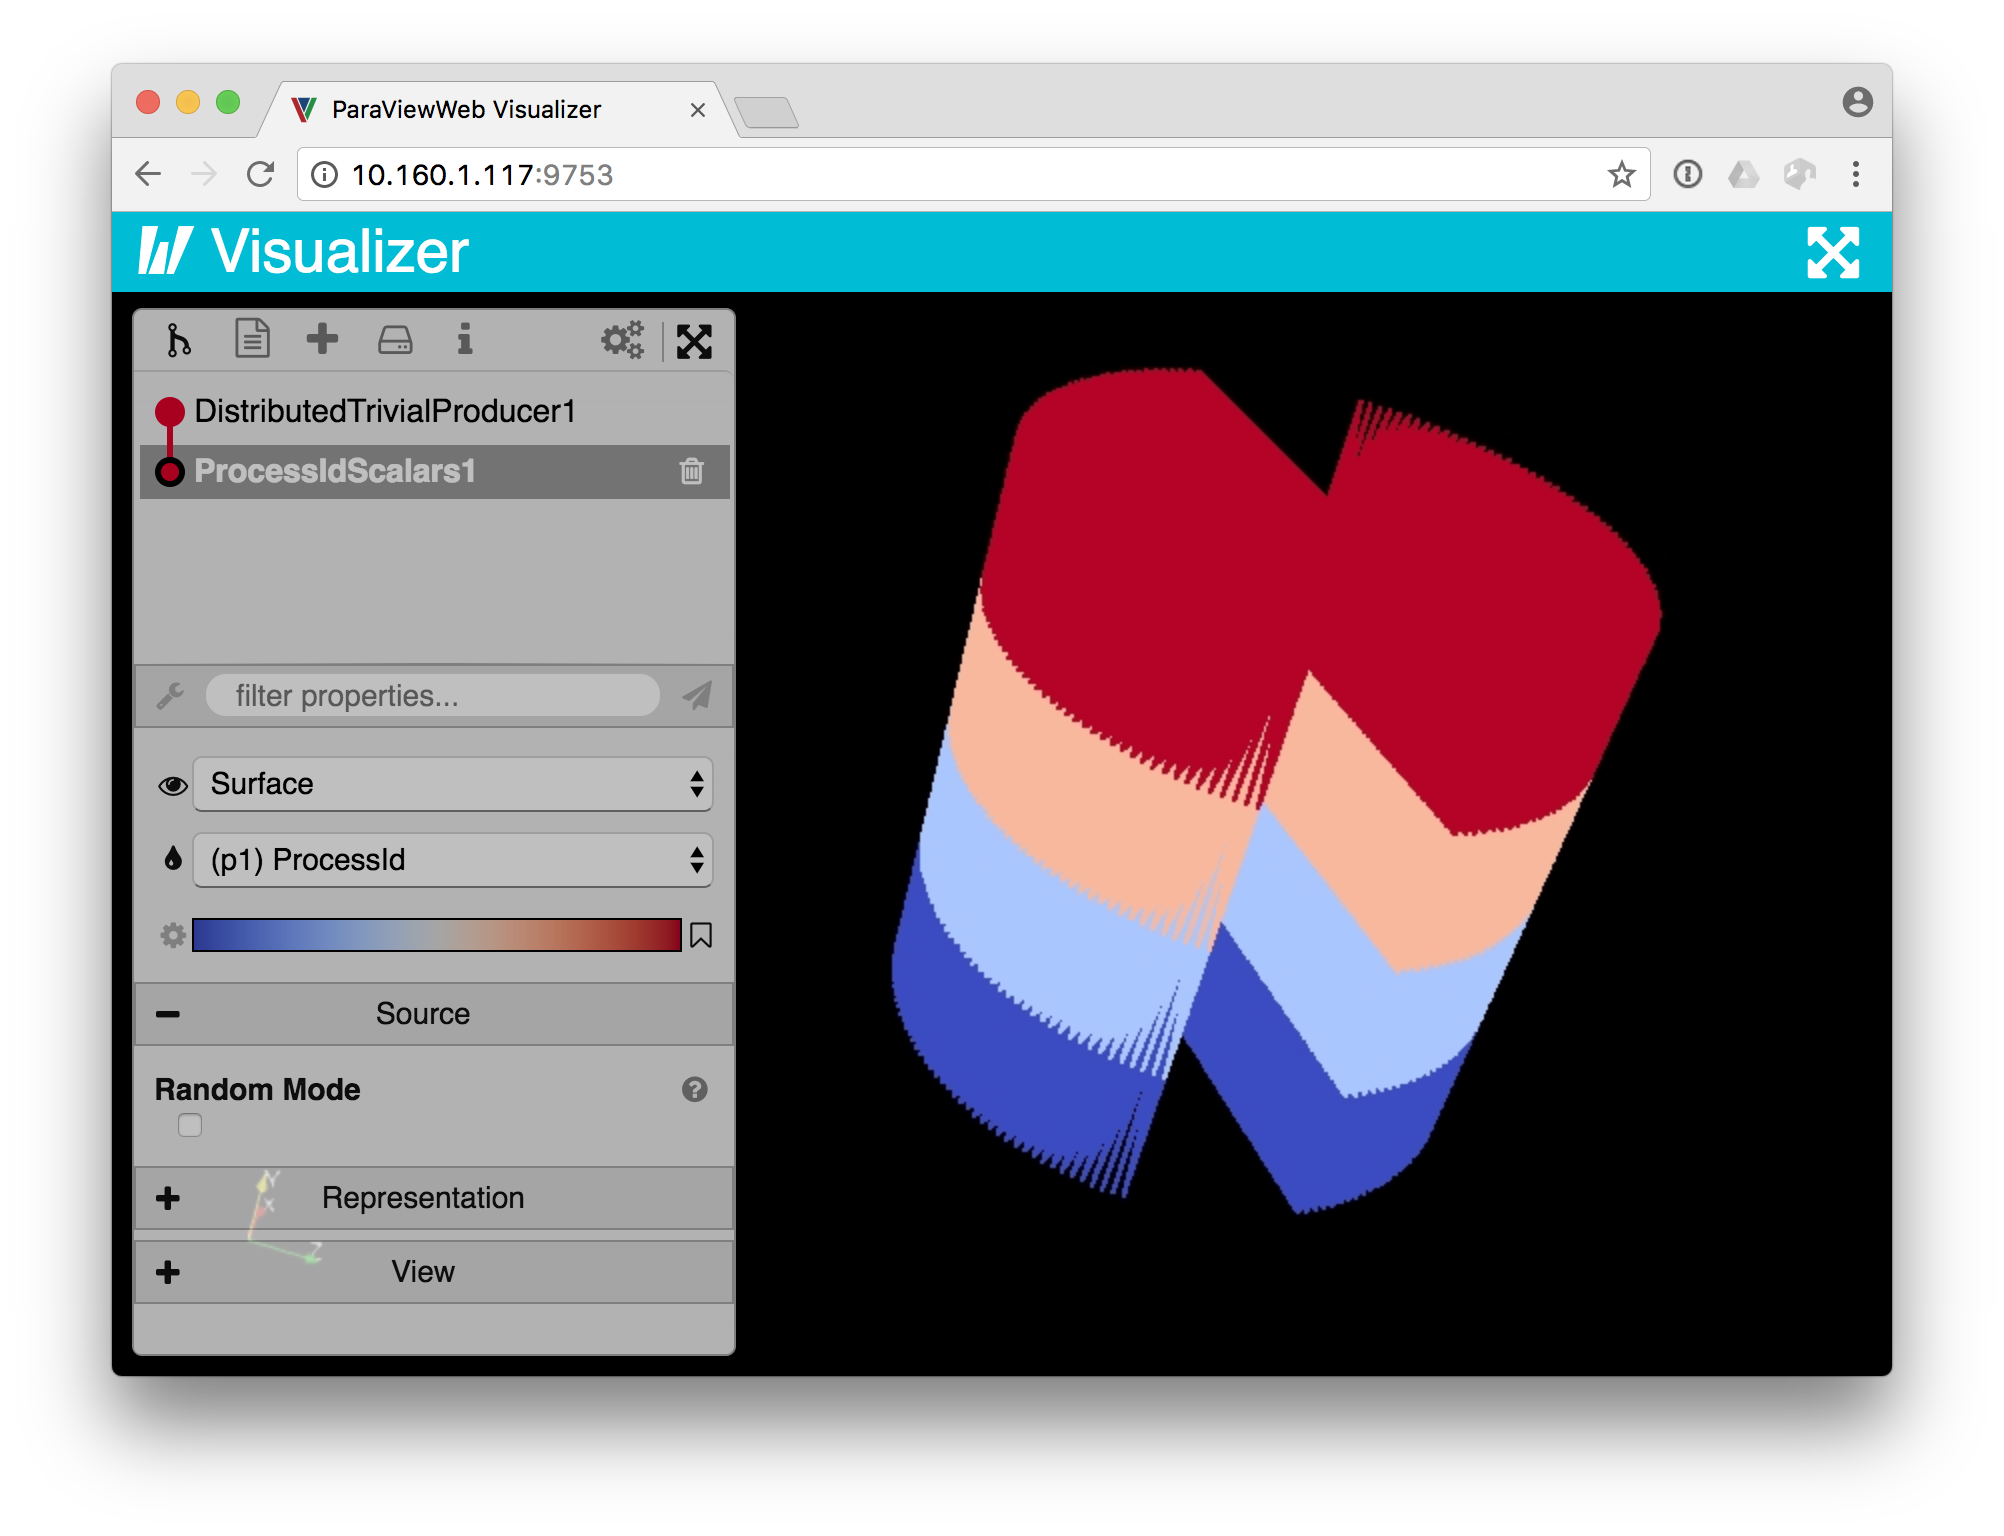 ParaViewWeb Visualizer
10.160.1.117:9753
Visualizer
DistributedTrivialProducer1
ProcessIdScalars1
filter properties...
Surface
(p1) ProcessId
Source
Random Mode
Y
X
Representation
Z
View